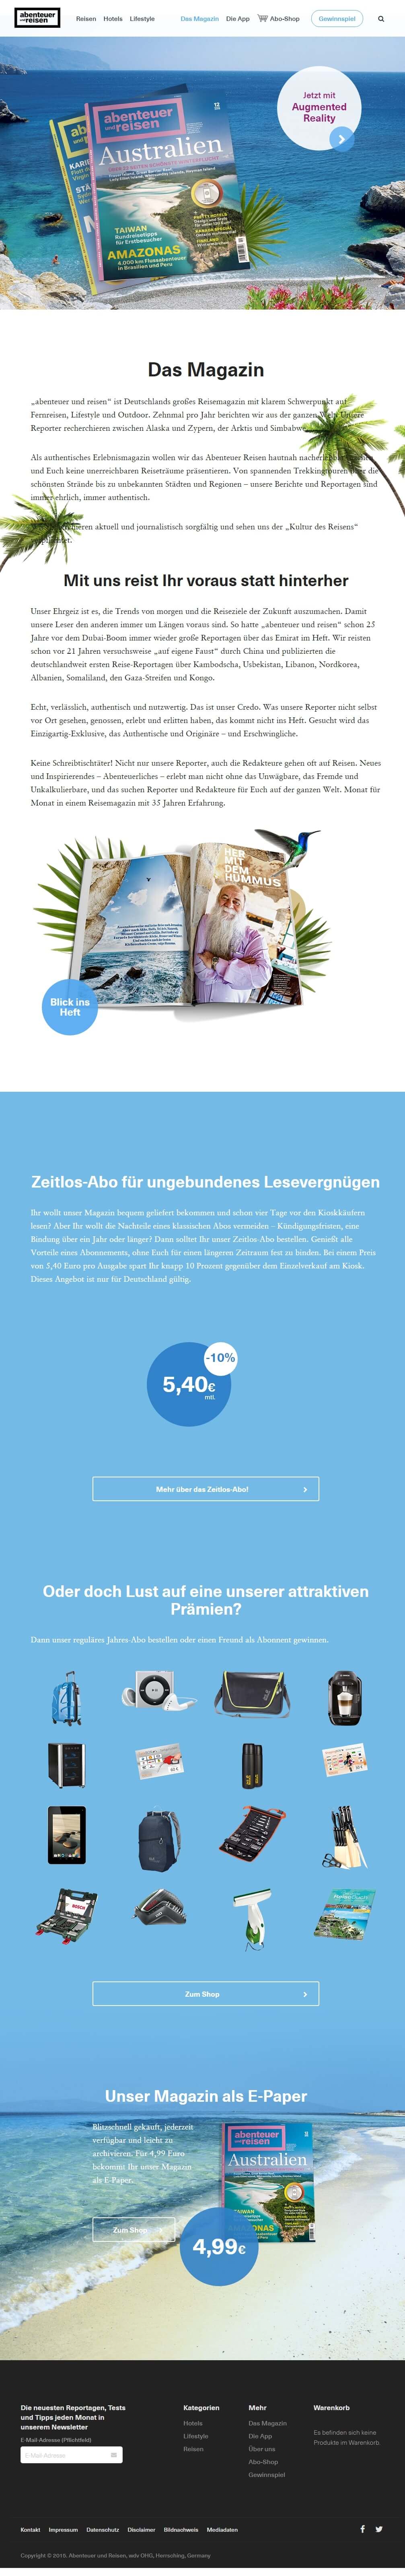 abenteuer
und reisen
Reisen Hotels Lifestyle Das Magazin Die App Abo-Shop Gewinnspiel
abenteuer
und reisen
Australien
TAIWAN
Rundreisetipps
für Erstbesucher
AMAZONAS
4.000 km Flussabenteuer
in Brasilien und Peru
Jetzt mit
Augmented
Reality
Das Magazin
„abenteuer und reisen“ ist Deutschlands großes Reisemagazin mit klarem Schwerpunkt auf
Fernreisen, Lifestyle und Outdoor. Zehnmal pro Jahr berichten wir aus der ganzen Welt. Unsere
Reporter recherchieren zwischen Alaska und Zypern, der Arktis und
Als authentisches Erlebnismagazin wollen wir das Abenteuer Reisen hautnah
und Euch keine unerreichbaren Reiseträume präsentieren. Von spannenden Trekkingtouren über die
schönsten Strände bis zu unbekannten Städten und Regionen – unsere Berichte und Reportagen sind
immer ehrlich, immer authentisch.
aktuell und journalistisch sorgfältig und sehen uns der „Kultur des Reisens“
Mit uns reist Ihr voraus statt hinterher
Unser Ehrgeiz ist es, die Trends von morgen und die Reiseziele der Zukunft auszumachen. Damit
unsere Leser den anderen immer um Längen voraus sind. So hatte „abenteuer und reisen“ schon 25
Jahre vor dem Dubai-Boom immer wieder große Reportagen über das Emirat im Heft. Wir reisten
schon vor 21 Jahren versuchsweise „auf eigene Faust“ durch China und publizierten die
deutschlandweit ersten Reise-Reportagen über Kambodscha, Usbekistan, Libanon, Nordkorea,
Albanien, Somaliland, den Gaza-Streifen und Kongo.
Echt, verlässlich, authentisch und nutzwertig. Das ist unser Credo. Was unsere Reporter nicht selbst
vor Ort gesehen, genossen, erlebt und erlitten haben, das kommt nicht ins Heft. Gesucht wird das
Einzigartig-Exklusive, das Authentische und Originäre – und Erschwingliche.
Keine Schreibtischtäter! Nicht nur unsere Reporter, auch die Redakteure gehen oft auf Reisen. Neues
und Inspirierendes – Abenteuerliches – erlebt man nicht ohne das Unwägbare, das Fremde und
Unkalkulierbare, und das suchen Reporter und Redakteure für Euch auf der ganzen Welt. Monat für
Monat in einem Reisemagazin mit 35 Jahren Erfahrung.
HER
MIT
DEM
HUMMUS
Blick ins
Heft
Zeitlos-Abo für ungebundenes Lesevergnügen
Ihr wollt unser Magazin bequem geliefert bekommen und schon vier Tage vor den Kioskkäufern
lesen? Aber Ihr wollt die Nachteile eines klassischen Abos vermeiden – Kündigungsfristen, eine
Bindung über ein Jahr oder länger? Dann solltet Ihr unser Zeitlos-Abo bestellen. Genießt alle
Vorteile eines Abonnements, ohne Euch für einen längeren Zeitraum fest zu binden. Bei einem Preis
von 5,40 Euro pro Ausgabe spart Ihr knapp 10 Prozent gegenüber dem Einzelverkauf am Kiosk.
Dieses Angebot ist nur für Deutschland gültig.
-10%
5,40€
mtl.
Mehr über das Zeitlos-Abo!
Oder doch Lust auf eine unserer attraktiven
Prämien?
Dann unser reguläres Jahres-Abo bestellen oder einen Freund als Abonnent gewinnen.
BOSCH
Zum Shop
Unser Magazin als E-Paper
Blitzschnell gekauft, jederzeit
verfügbar und leicht zu
archivieren. Für 4,99 Euro
bekommt Ihr unser Magazin
als E-Paper.
Zum Shop
abenteuer
und reisen
Australien
TAIWAN
AMAZONAS
4,99€
Die neuesten Reportagen, Tests
und Tipps jeden Monat in
unserem Newsletter
E-Mail-Adresse (Pflichtfeld)
E-Mail-Adresse
Kategorien
Hotels
Lifestyle
Reisen
Mehr
Das Magazin
Die App
Über uns
Abo-Shop
Gewinnspiel
Warenkorb
Es befinden sich keine
Produkte im Warenkorb.
Kontakt Impressum Datenschutz Disclaimer Bildnachweis Mediadaten
Copyright © 2015, Abenteuer und Reisen, wdv OHG, Herrsching, Germany